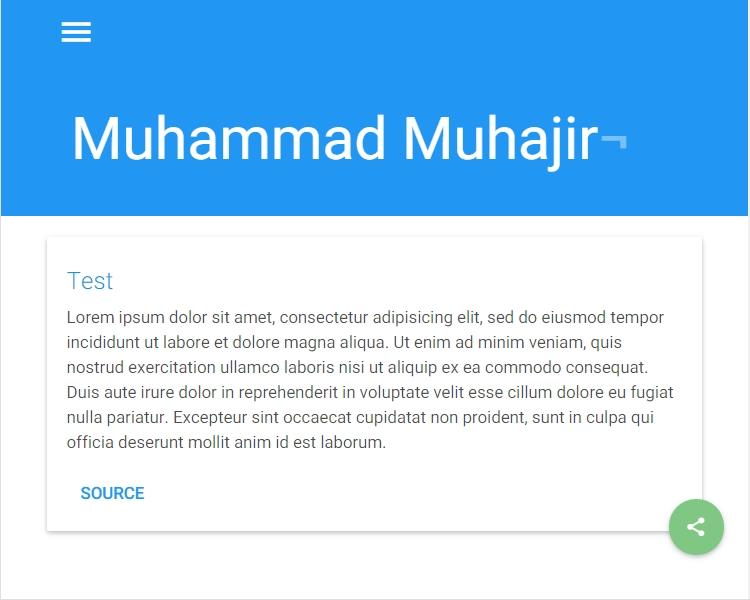 Muhammad Muhajir¬
Test
Lorem ipsum dolor sit amet, consectetur adipisicing elit, sed do eiusmod tempor
incididunt ut labore et dolore magna aliqua. Ut enim ad minim veniam, quis
nostrud exercitation ullamco laboris nisi ut aliquip ex ea commodo consequat.
Duis aute irure dolor in reprehenderit in voluptate velit esse cillum dolore eu fugiat
nulla pariatur. Excepteur sint occaecat cupidatat non proident, sunt in culpa qui
officia deserunt mollit anim id est laborum.
SOURCE